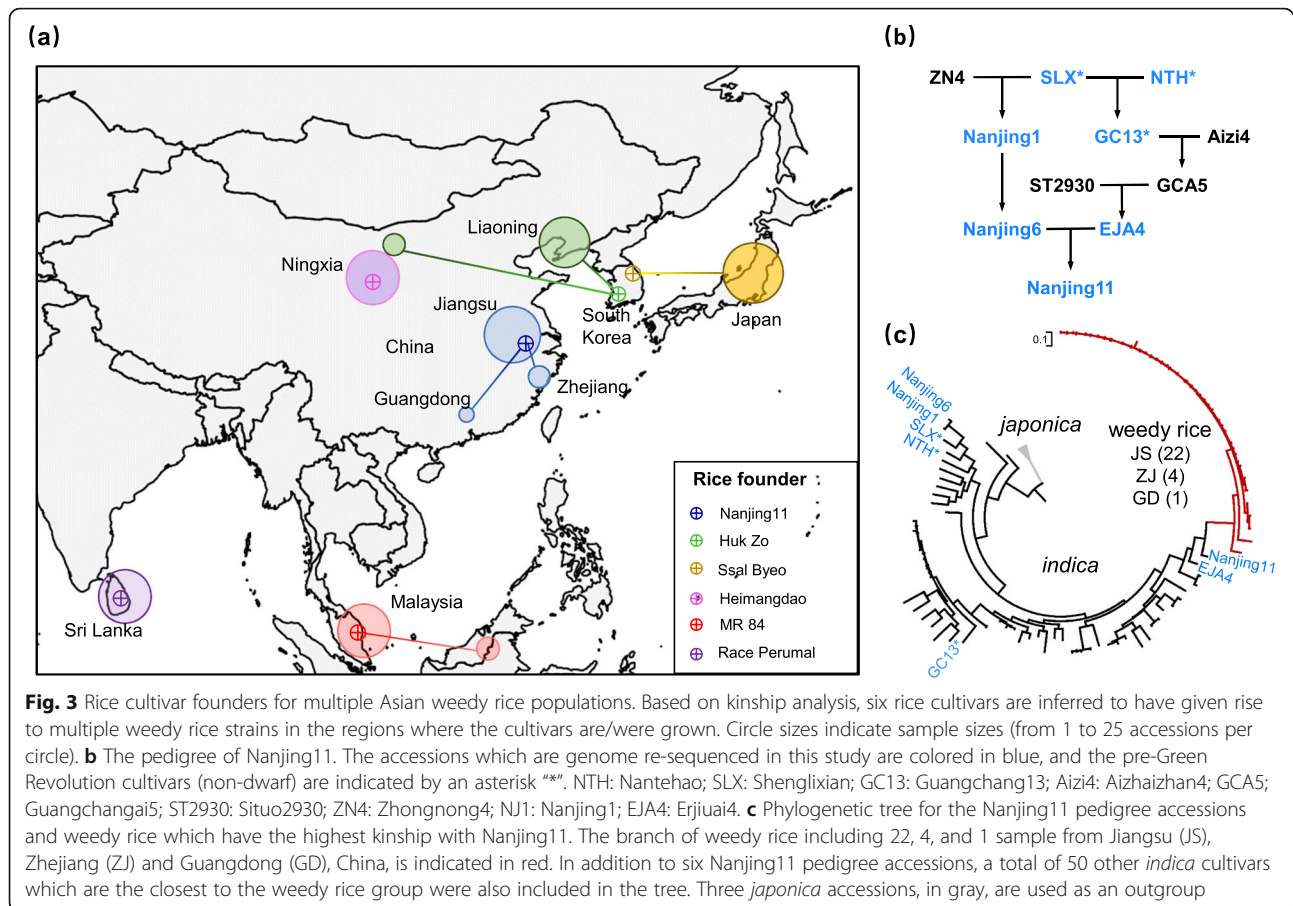 (a)
Liaoning
Ningxia
Jiangsu
South
Korea
Japan
China
Zhejiang
Guangdong
Malaysia
Sri Lanka
Rice founder
Nanjing11
Huk Zo
Ssal Byeo
Heimangdao
MR 84
Race Perumal
(b)
ZN4 SLX* NTH*
Nanjing1 GC13* Aizi4
ST2930 GCA5
Nanjing6 EJA4
Nanjing11
(c)
0.1
Nanjing6
Nanjing1
SLX*
NTH*
japonica
weedy rice
JS (22)
ZJ (4)
GD (1)
indica
Nanjing11
EJA4
GC13*
Fig. 3 Rice cultivar founders for multiple Asian weedy rice populations. Based on kinship analysis, six rice cultivars are inferred to have given rise
to multiple weedy rice strains in the regions where the cultivars are/were grown. Circle sizes indicate sample sizes (from 1 to 25 accessions per
circle). b The pedigree of Nanjing11. The accessions which are genome re-sequenced in this study are colored in blue, and the pre-Green
Revolution cultivars (non-dwarf) are indicated by an asterisk “*”. NTH: Nantehao; SLX: Shenglixian; GC13: Guangchang13; Aizi4: Aizhaizhan4; GCA5;
Guangchangai5; ST2930: Situo2930; ZN4: Zhongnong4; NJ1: Nanjing1; EJA4: Erjiuai4. c Phylogenetic tree for the Nanjing11 pedigree accessions
and weedy rice which have the highest kinship with Nanjing11. The branch of weedy rice including 22, 4, and 1 sample from Jiangsu (JS),
Zhejiang (ZJ) and Guangdong (GD), China, is indicated in red. In addition to six Nanjing11 pedigree accessions, a total of 50 other indica cultivars
which are the closest to the weedy rice group were also included in the tree. Three japonica accessions, in gray, are used as an outgroup